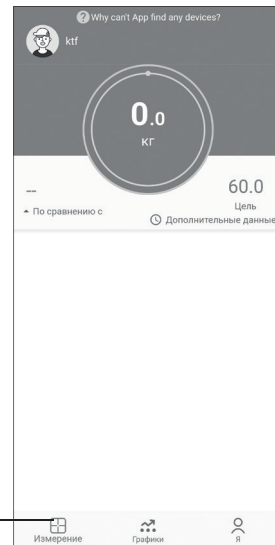 Why can't App find any devices?
ktf
0.0
кг
--
60.0
Цель
По сравнению с
Дополнительные данные
Измерение
Графики
Я